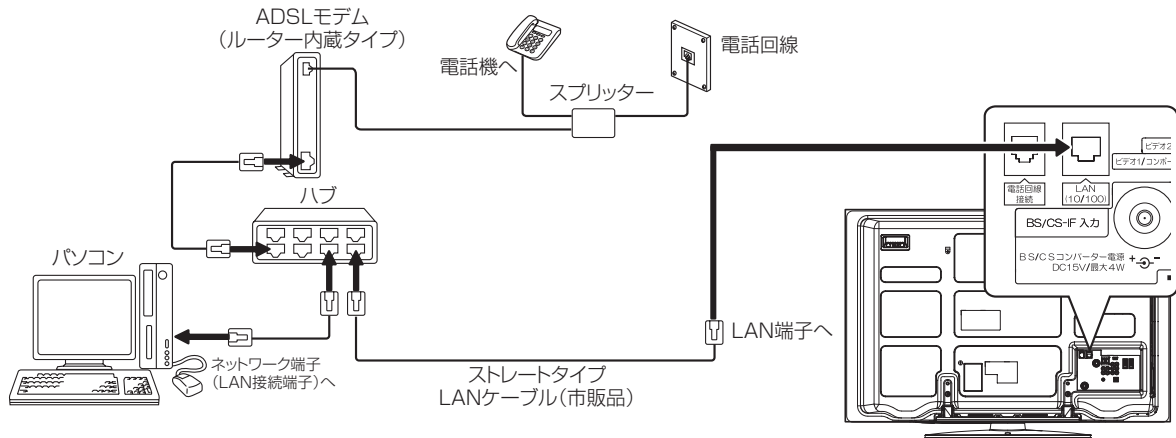 ADSLモデム
（ルーター内蔵タイプ）
電話機へ
電話回線
スプリッター
ハブ
パソコン
ネットワーク端子
（LAN接続端子）へ
ストレートタイプ
LANケーブル（市販品）
LAN端子へ
電話回線
接続
LAN
(10/100)
ビデオ2
ビデオ1/コンポー
BS/CS-IF 入力
BS/CSコンバーター電源
DC15V/最大4W
+ -